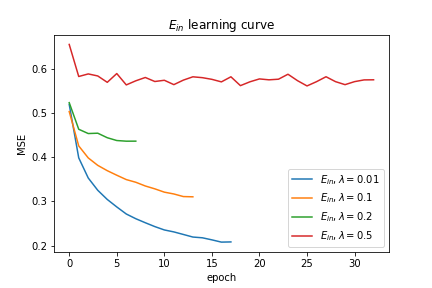 E_in learning curve
MSE
0.6
0.5
0.4
0.3
0.2
0 5 10 15 20 25 30
epoch
E_in, λ = 0.01
E_in, λ = 0.1
E_in, λ = 0.2
E_in, λ = 0.5